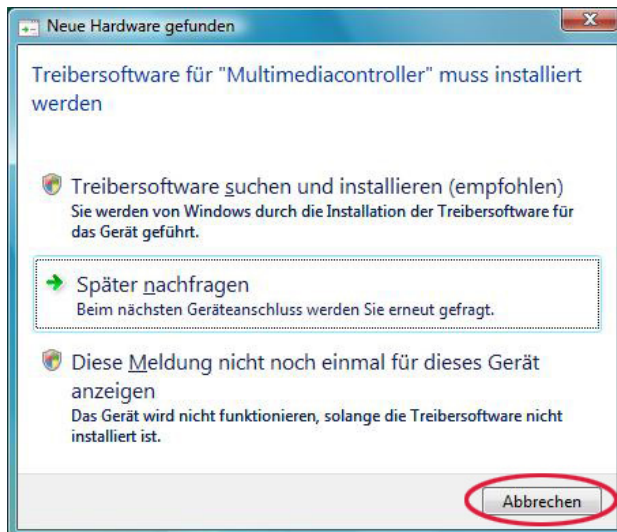 Neue Hardware gefunden
Treibersoftware für "Multimediacontroller" muss installiert
werden
Treibersoftware suchen und installieren (empfohlen)
Sie werden von Windows durch die Installation der Treibersoftware für
das Gerät geführt.
Später nachfragen
Beim nächsten Geräteanschluss werden Sie erneut gefragt.
Diese Meldung nicht noch einmal für dieses Gerät
anzeigen
Das Gerät wird nicht funktionieren, solange die Treibersoftware nicht
installiert ist.
Abbrechen